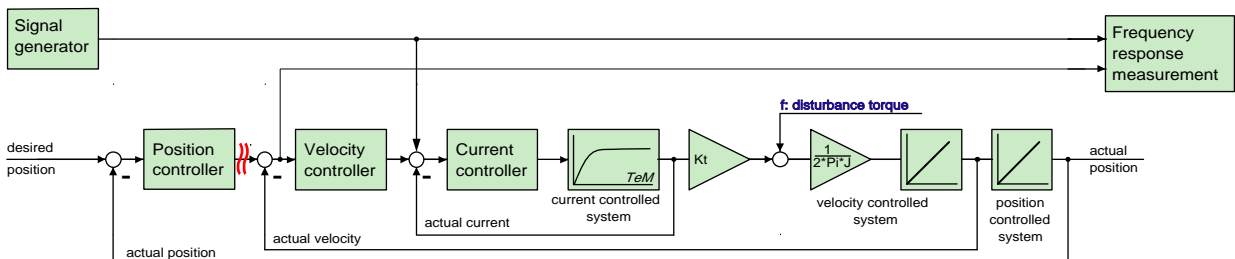 Signal
generator
Frequency
response
measurement
f: disturbance torque
desired
position
Position
controller
Velocity
controller
Current
controller
TeM
Kt
1
2*Pi*J
actual
position
-
-
-
current controlled
system
velocity controlled
system
position
controlled
system
actual current
actual velocity
actual position